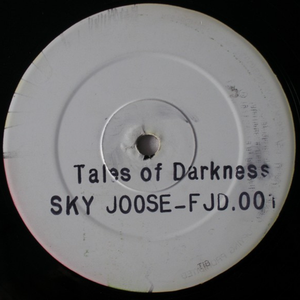 Tales of Darkness
SKY JOOSE-FJD.001